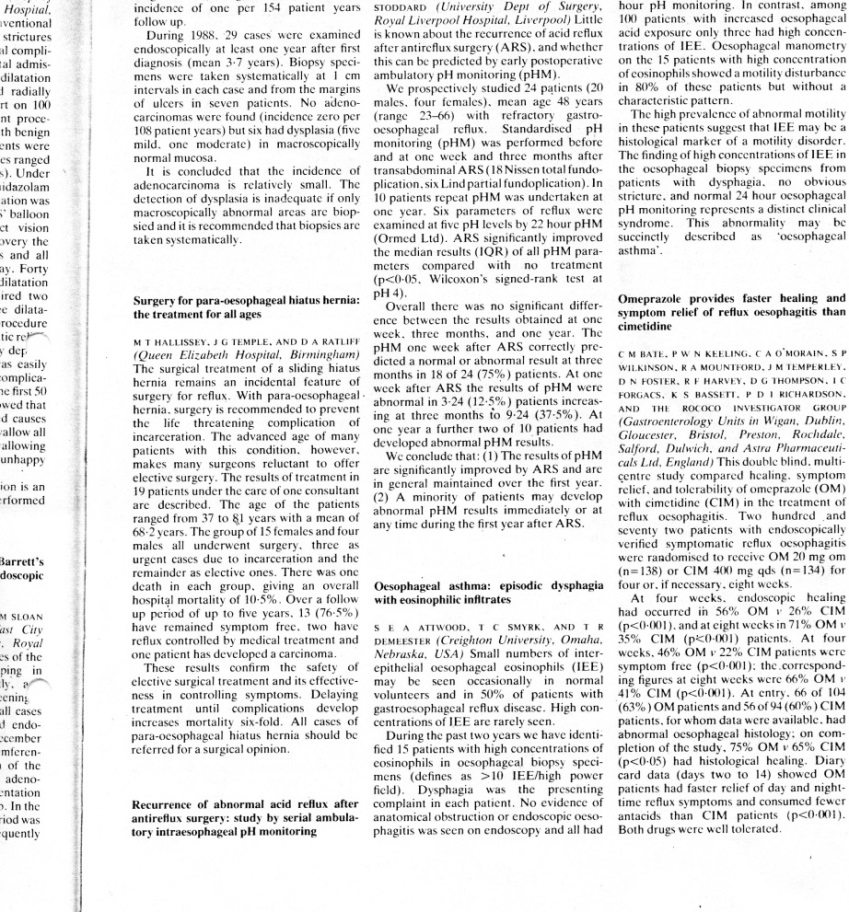 Hospital,
ventional
strictures
al compli-
tal admis-
dilatation
d radially
rt on 100
nt proce-
th benign
ents were
es ranged
s). Under
idazolam
ation was
S' balloon
ct vision
overy the
s and all
ay. Forty
dilatation
ired two
e dilata-
rocedure
tic
y dep
as easily
complica-
he first 50
owed that
d causes
allow all
allowing
unhappy
ion is an
erformed
Barrett's
doscopic
M SLOAN
ast City
, Royal
es of the
ping in
ly, a
eening
all cases
d endo-
ecember
mferen-
of the
adeno-
entation
o. In the
riod was
quently
incidence of one per 154 patient years
follow up.
During 1988, 29 cases were examined
endoscopically at least one year after first
diagnosis (mean 3·7 years). Biopsy speci-
mens were taken systematically at 1 cm
intervals in each case and from the margins
of ulcers in seven patients. No adeno-
carcinomas were found (incidence zero per
108 patient years) but six had dysplasia (five
mild, one moderate) in macroscopically
normal mucosa.
It is concluded that the incidence of
adenocarcinoma is relatively small. The
detection of dysplasia is inadequate if only
macroscopically abnormal areas are biop-
sied and it is recommended that biopsies are
taken systematically.
Surgery for para-oesophageal hiatus hernia:
the treatment for all ages
M T HALLISSEY, J G TEMPLE, AND D A RATLIFF
(Queen Elizabeth Hospital, Birmingham)
The surgical treatment of a sliding hiatus
hernia remains an incidental feature of
surgery for reflux. With para-oesophageal
hernia, surgery is recommended to prevent
the life threatening complication of
incarceration. The advanced age of many
patients with this condition, however,
makes many surgeons reluctant to offer
elective surgery. The results of treatment in
19 patients under the care of one consultant
are described. The age of the patients
ranged from 37 to 81 years with a mean of
68·2 years. The group of 15 females and four
males all underwent surgery, three as
urgent cases due to incarceration and the
remainder as elective ones. There was one
death in each group, giving an overall
hospital mortality of 10·5%. Over a follow
up period of up to five years, 13 (76·5%)
have remained symptom free, two have
reflux controlled by medical treatment and
one patient has developed a carcinoma.
These results confirm the safety of
elective surgical treatment and its effective-
ness in controlling symptoms. Delaying
treatment until complications develop
increases mortality six-fold. All cases of
para-oesophageal hiatus hernia should be
referred for a surgical opinion.
Recurrence of abnormal acid reflux after
antireflux surgery: study by serial ambula-
tory intraesophageal pH monitoring
STODDARD (University Dept of Surgery,
Royal Liverpool Hospital, Liverpool) Little
is known about the recurrence of acid reflux
after antireflux surgery (ARS), and whether
this can be predicted by early postoperative
ambulatory pH monitoring (pHM).
We prospectively studied 24 patients (20
males, four females), mean age 48 years
(range 23–66) with refractory gastro-
oesophageal reflux. Standardised pH
monitoring (pHM) was performed before
and at one week and three months after
transabdominal ARS (18 Nissen total fundo-
plication, six Lind partial fundoplication). In
10 patients repeat pHM was undertaken at
one year. Six parameters of reflux were
examined at five pH levels by 22 hour pHM
(Ormed Ltd). ARS significantly improved
the median results (IQR) of all pHM para-
meters compared with no treatment
(p<0·05, Wilcoxon's signed-rank test at
pH 4).
Overall there was no significant differ-
ence between the results obtained at one
week, three months, and one year. The
pHM one week after ARS correctly pre-
dicted a normal or abnormal result at three
months in 18 of 24 (75%) patients. At one
week after ARS the results of pHM were
abnormal in 3·24 (12·5%) patients increas-
ing at three months to 9·24 (37·5%). At
one year a further two of 10 patients had
developed abnormal pHM results.
We conclude that: (1) The results of pHM
are significantly improved by ARS and are
in general maintained over the first year.
(2) A minority of patients may develop
abnormal pHM results immediately or at
any time during the first year after ARS.
Oesophageal asthma: episodic dysphagia
with eosinophilic infltrates
S E A ATTWOOD, T C SMYRK, AND T R
DEMEESTER (Creighton University, Omaha,
Nebraska, USA) Small numbers of inter-
epithelial oesophageal eosinophils (IEE)
may be seen occasionally in normal
volunteers and in 50% of patients with
gastroesophageal reflux disease. High con-
centrations of IEE are rarely seen.
During the past two years we have identi-
fied 15 patients with high concentrations of
eosinophils in oesophageal biopsy speci-
mens (defines as >10 IEE/high power
field). Dysphagia was the presenting
complaint in each patient. No evidence of
anatomical obstruction or endoscopic oeso-
phagitis was seen on endoscopy and all had
hour pH monitoring. In contrast, among
100 patients with increased oesophageal
acid exposure only three had high concen-
trations of IEE. Oesophageal manometry
on the 15 patients with high concentration
of eosinophils showed a motility disturbance
in 80% of these patients but without a
characteristic pattern.
The high prevalence of abnormal motility
in these patients suggest that IEE may be a
histological marker of a motility disorder.
The finding of high concentrations of IEE in
the oesophageal biopsy specimens from
patients with dysphagia, no obvious
stricture, and normal 24 hour oesophageal
pH monitoring represents a distinct clinical
syndrome. This abnormality may be
succinctly described as 'oesophageal
asthma'.
Omeprazole provides faster healing and
symptom relief of reflux oesophagitis than
cimetidine
C M BATE, P W N KEELING, C A O'MORAIN, S P
WILKINSON, R A MOUNTFORD, J M TEMPERLEY,
D N FOSTER, R F HARVEY, D G THOMPSON, I C
FORGACS, K S BASSETT, P D I RICHARDSON,
AND THE ROCOCO INVESTIGATOR GROUP
(Gastroenterology Units in Wigan, Dublin,
Gloucester, Bristol, Preston, Rochdale,
Salford, Dulwich, and Astra Pharmaceuti-
cals Ltd, England) This double blind, multi-
centre study compared healing, symptom
relief, and tolerability of omeprazole (OM)
with cimetidine (CIM) in the treatment of
reflux oesophagitis. Two hundred and
seventy two patients with endoscopically
verified symptomatic reflux oesophagitis
were randomised to receive OM 20 mg om
(n=138) or CIM 400 mg qds (n=134) for
four or, if necessary, eight weeks.
At four weeks, endoscopic healing
had occurred in 56% OM v 26% CIM
(p<0·001), and at eight weeks in 71% OM v
35% CIM (p<0·001) patients. At four
weeks, 46% OM v 22% CIM patients were
symptom free (p<0·001); the correspond-
ing figures at eight weeks were 66% OM v
41% CIM (p<0·001). At entry, 66 of 104
(63%) OM patients and 56 of 94 (60%) CIM
patients, for whom data were available, had
abnormal oesophageal histology; on com-
pletion of the study, 75% OM v 65% CIM
(p<0·05) had histological healing. Diary
card data (days two to 14) showed OM
patients had faster relief of day and night-
time reflux symptoms and consumed fewer
antacids than CIM patients (p<0·001).
Both drugs were well tolerated.